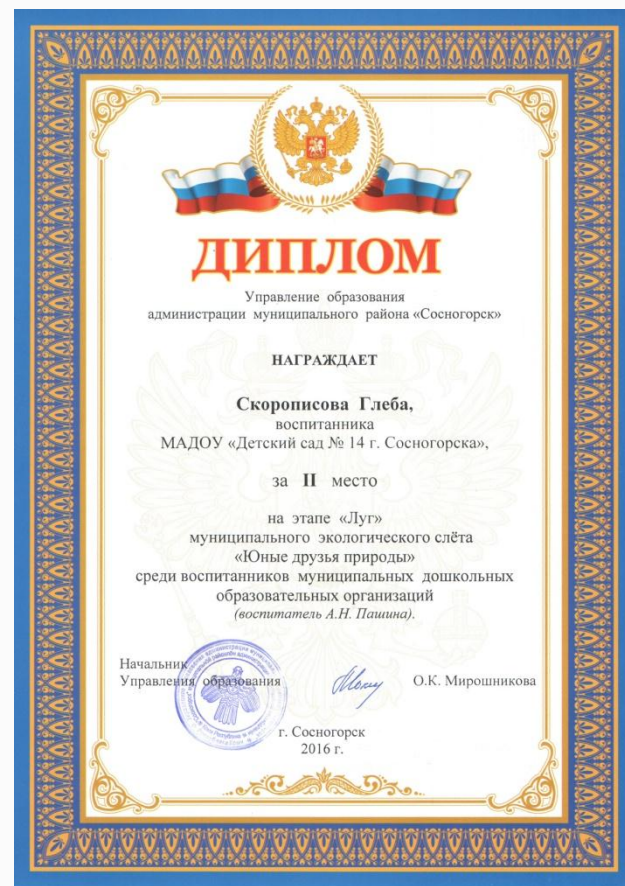 ДИПЛОМ
Управление образования
администрации муниципального района «Сосногорск»
НАГРАЖДАЕТ
Скорописова Глеба,
воспитанника
МАДОУ «Детский сад № 14 г. Сосногорска»,
за II место
на этапе «Луг»
муниципального экологического слёта
«Юные друзья природы»
среди воспитанников муниципальных дошкольных
образовательных организаций
(воспитатель А.Н. Пашина).
Начальник
Управления образования О.К. Мирошникова
г. Сосногорск
2016 г.